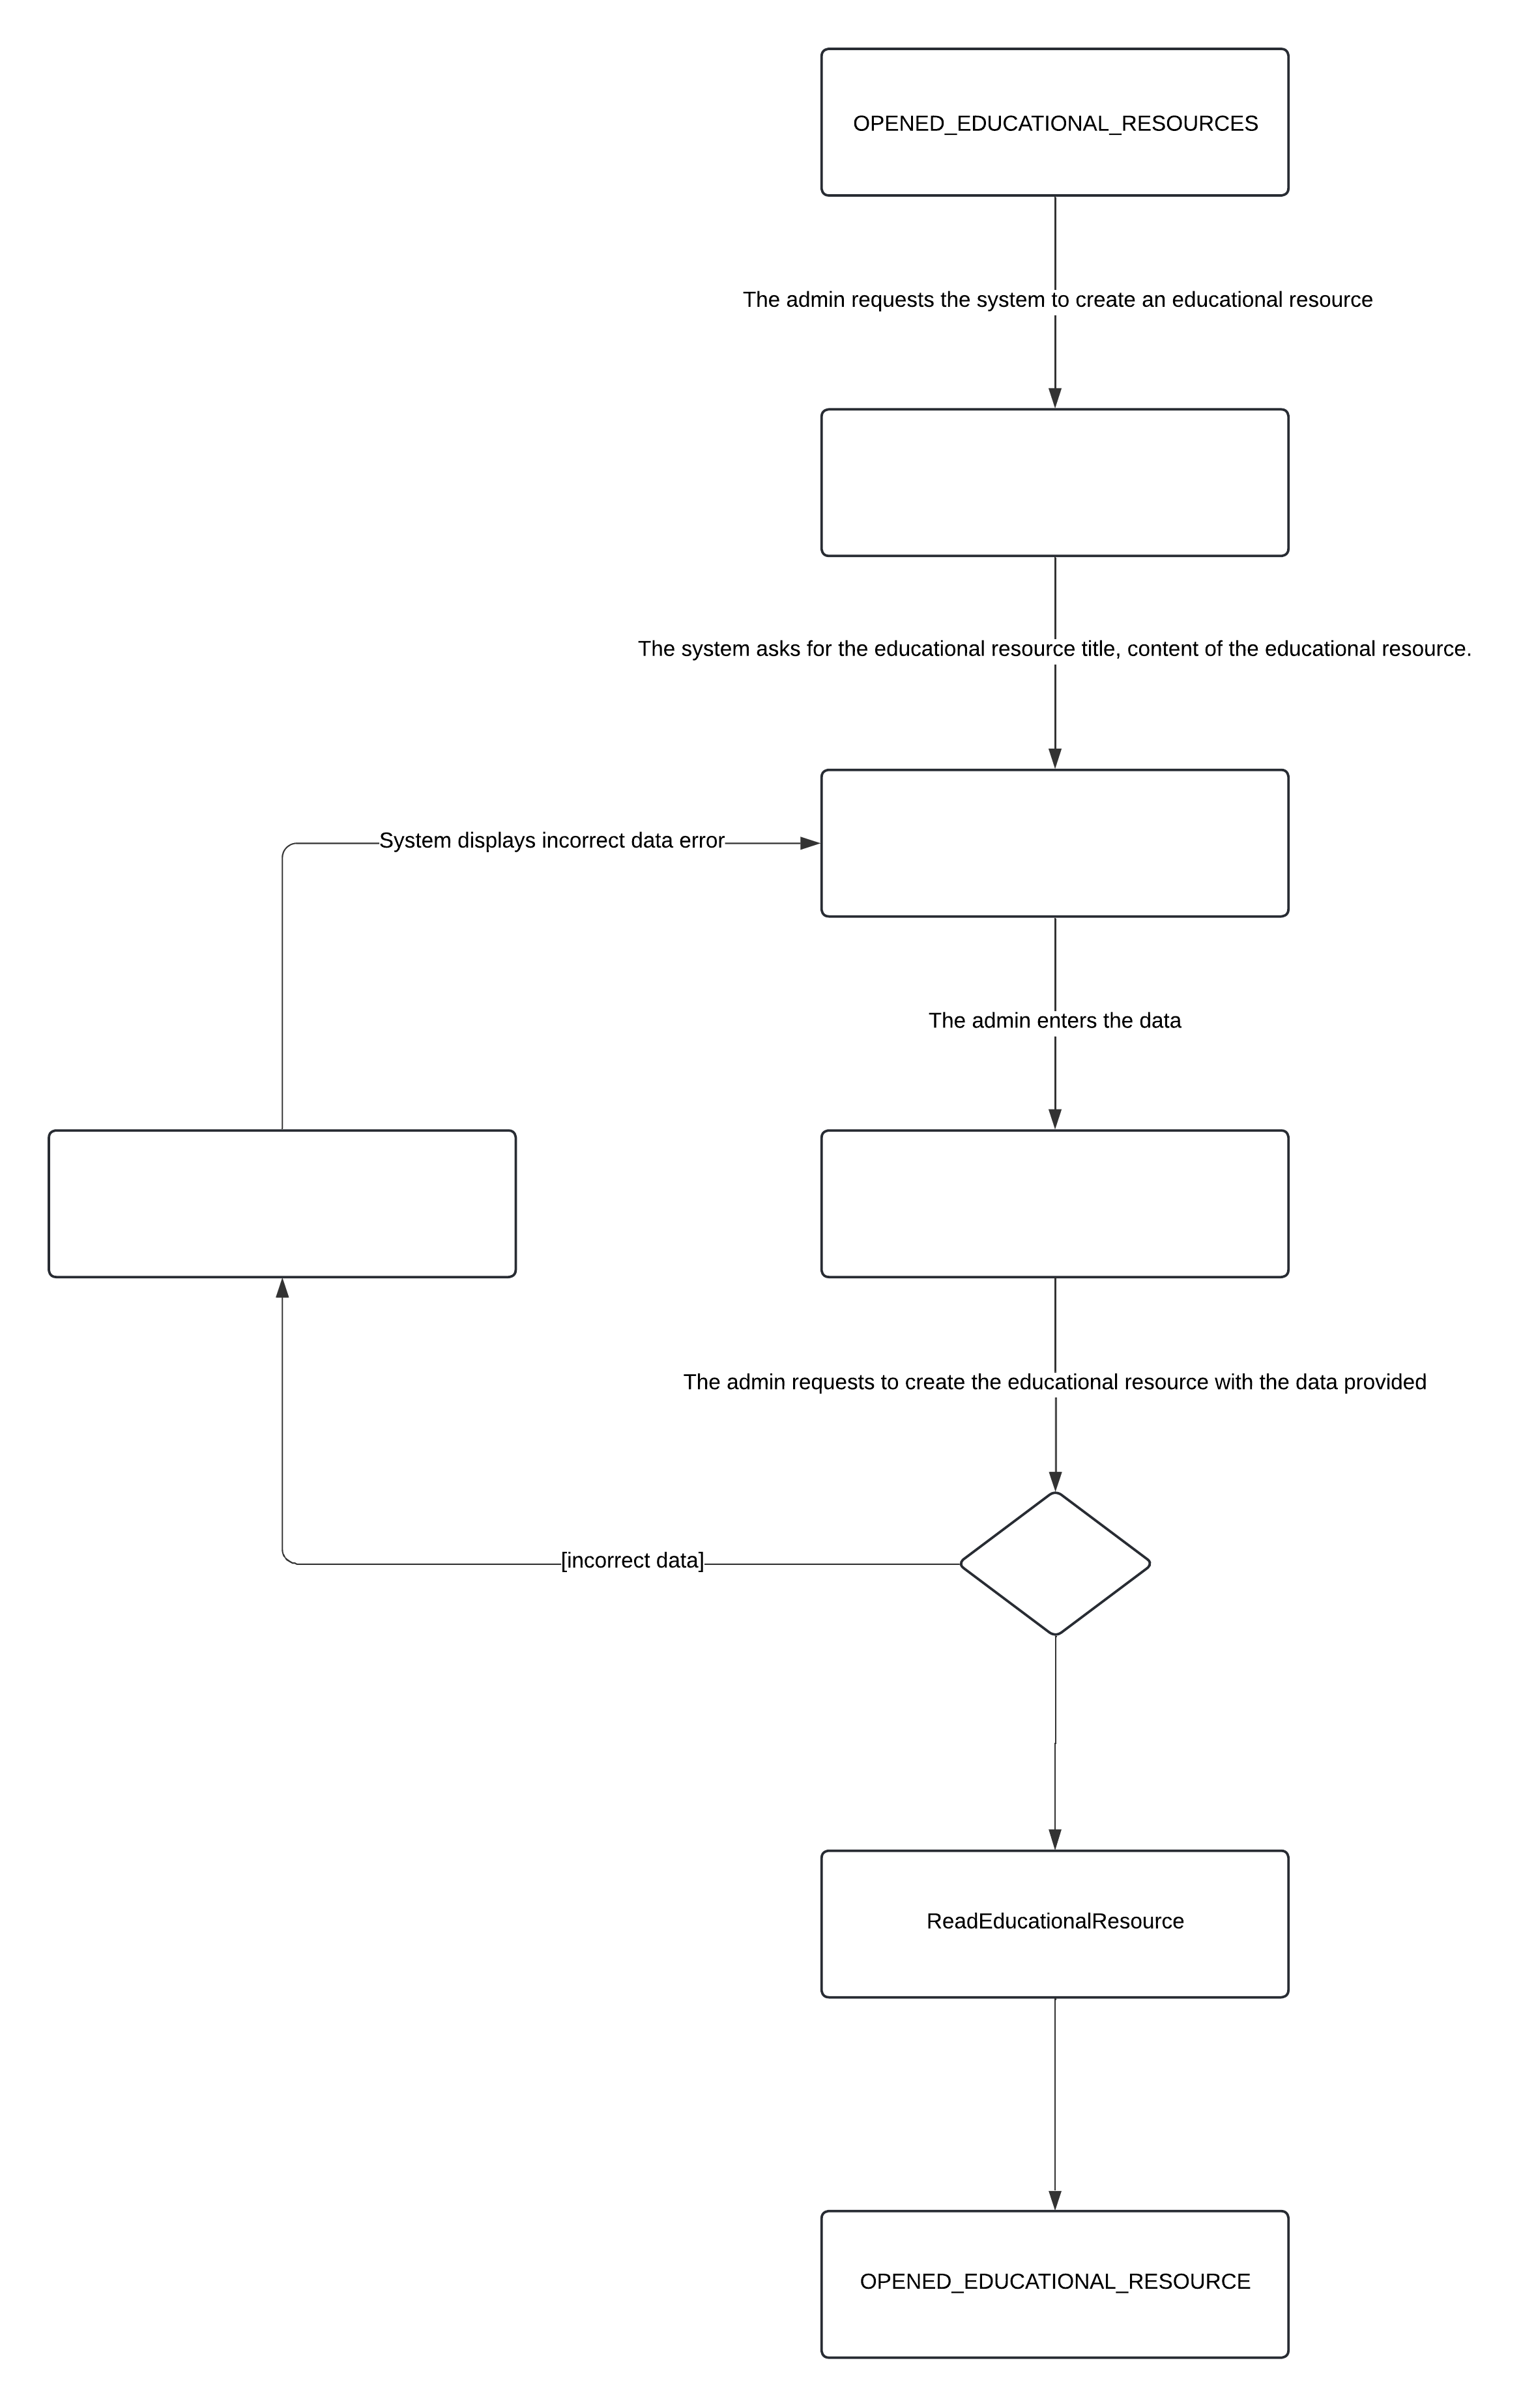 OPENED_EDUCATIONAL_RESOURCES
The admin requests the system to create an educational resource
The system asks for the educational resource title, content of the educational resource.
System displays incorrect data error
The admin enters the data
The admin requests to create the educational resource with the data provided
[incorrect data]
ReadEducationalResource
OPENED_EDUCATIONAL_RESOURCE